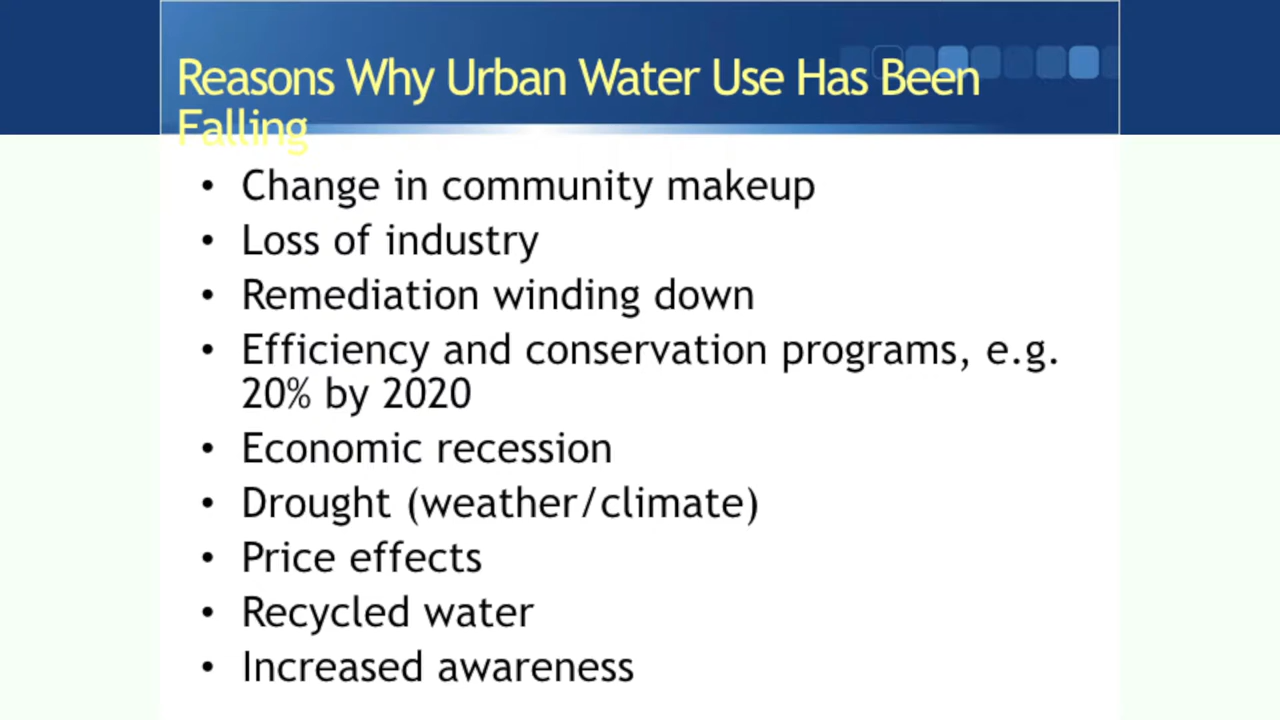 Reasons Why Urban Water Use Has Been
Falling
• Change in community makeup
• Loss of industry
• Remediation winding down
• Efficiency and conservation programs, e.g.
20% by 2020
• Economic recession
• Drought (weather/climate)
• Price effects
• Recycled water
• Increased awareness